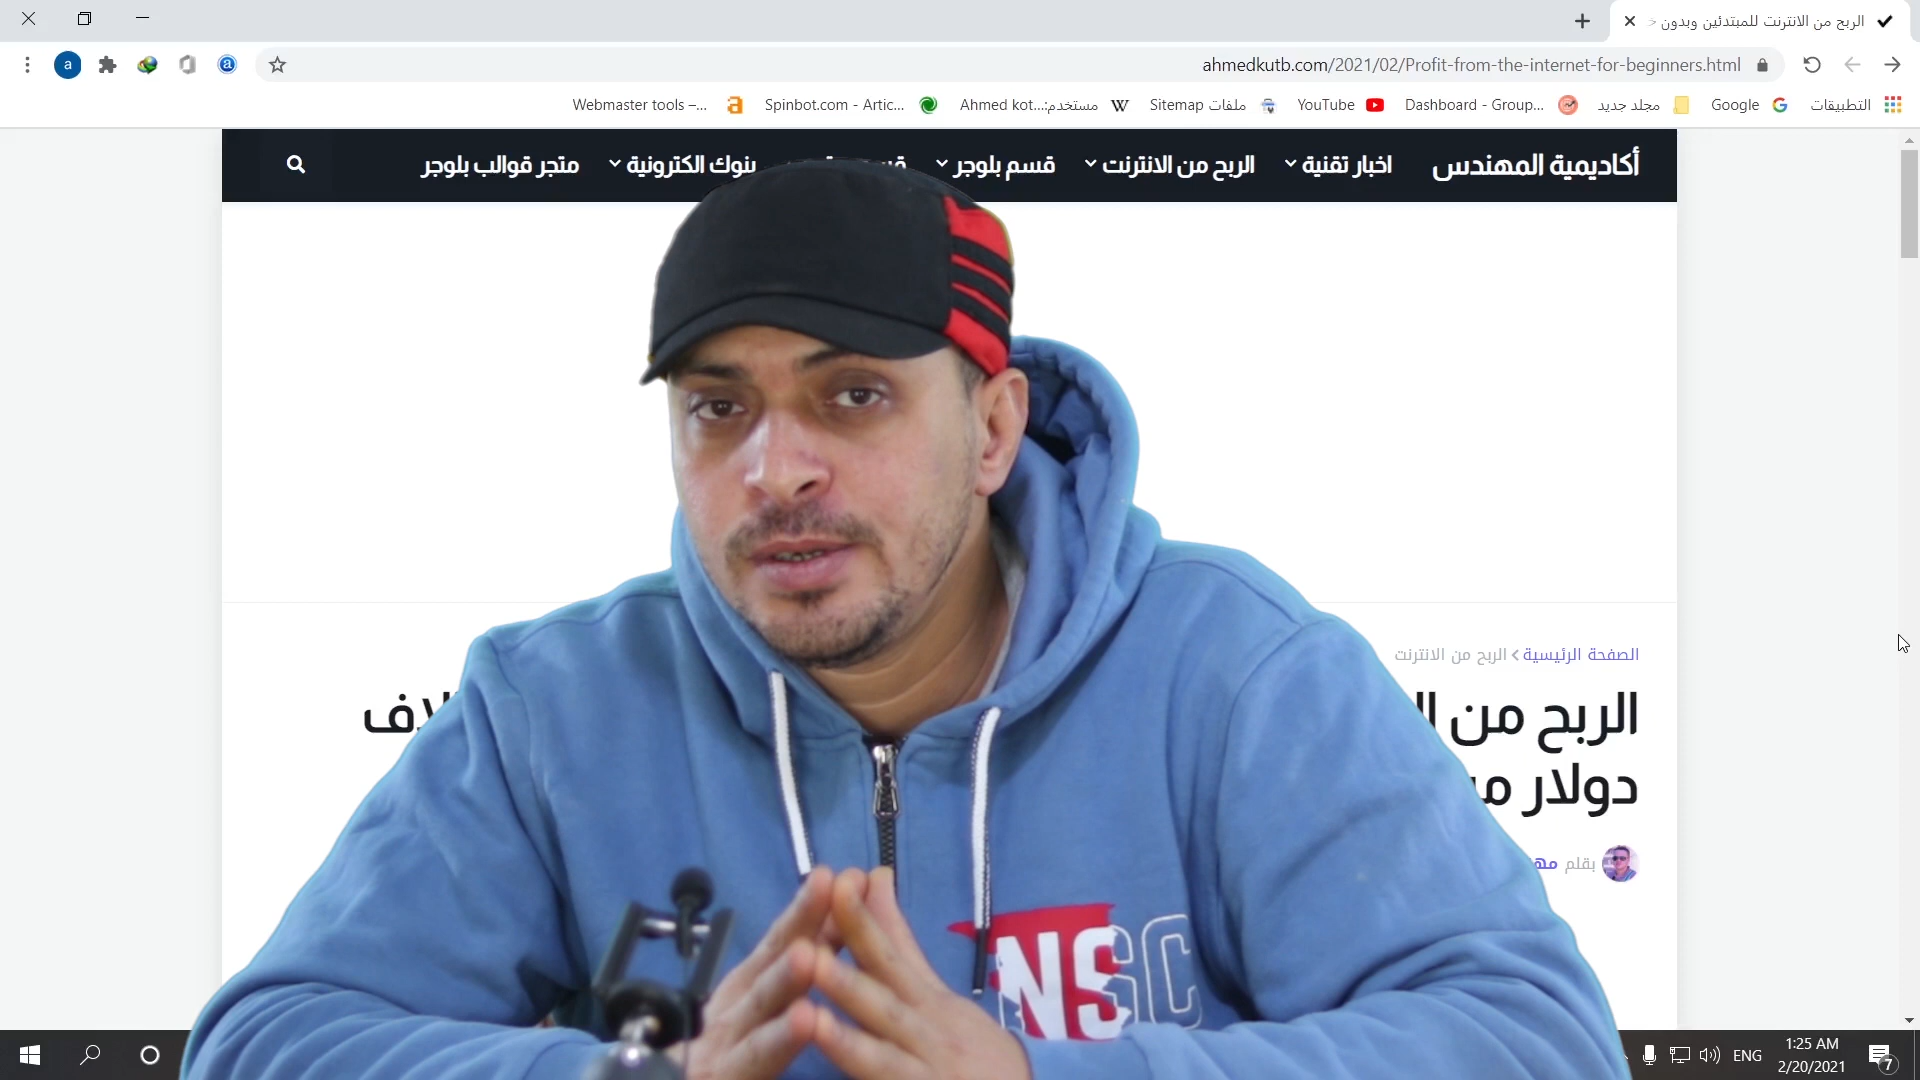 الربح من الانترنت للمبتدئين وبدون
ahmedkutb.com/2021/02/Profit-from-the-internet-for-beginners.html
a
التطبيقات
Google
مجلد جديد
Dashboard - Group...
YouTube
ملفات Sitemap
مستخدم:Ahmed kot...
Spinbot.com - Artic...
Webmaster tools –...
أكاديمية المهندس
اخبار تقنية
الربح من الانترنت
قسم بلوجر
بنوك الكترونية
متجر قوالب بلوجر
الصفحة الرئيسية > الربح من الانترنت
الربح من
دولار
بقلم
NSC
ENG
1:25 AM
2/20/2021
7